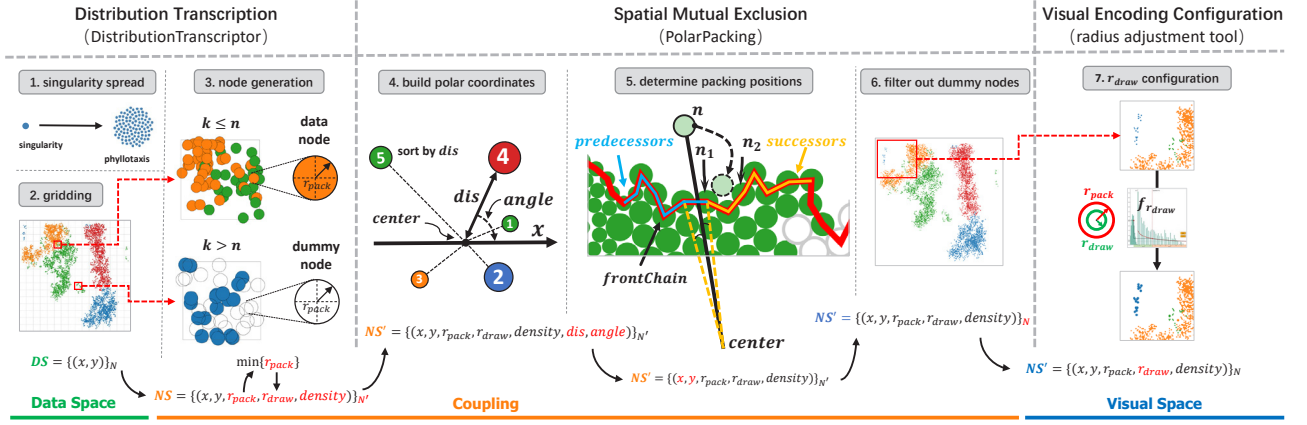 Distribution Transcription
(DistributionTranscriptor)
Spatial Mutual Exclusion
(PolarPacking)
Visual Encoding Configuration
(radius adjustment tool)
1. singularity spread
singularity
phyllotaxis
2. gridding
3. node generation
k ≤ n
data
node
r_pack
k > n
dummy
node
r_pack
4. build polar coordinates
5
sort by dis
4
dis
angle
center
1
x
3
2
5. determine packing positions
n
predecessors
n_1
n_2
successors
frontChain
center
6. filter out dummy nodes
7. r_draw configuration
r_pack
r_draw
f_{r_draw}
DS = {(x, y)}_N
min{r_pack}
NS = {(x, y, r_pack, r_draw, density)}_{N'}
NS' = {(x, y, r_pack, r_draw, density, dis, angle)}_{N'}
NS' = {(x, y, r_pack, r_draw, density)}_{N'}
NS' = {(x, y, r_pack, r_draw, density)}_N
NS' = {(x, y, r_pack, r_draw, density)}_N
Data Space
Coupling
Visual Space